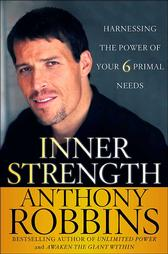 HARNESSING
THE POWER OF
YOUR 6 PRIMAL
NEEDS
INNER
STRENGTH
ANTHONY
ROBBINS
BESTSELLING AUTHOR OF UNLIMITED POWER
AND AWAKEN THE GIANT WITHIN